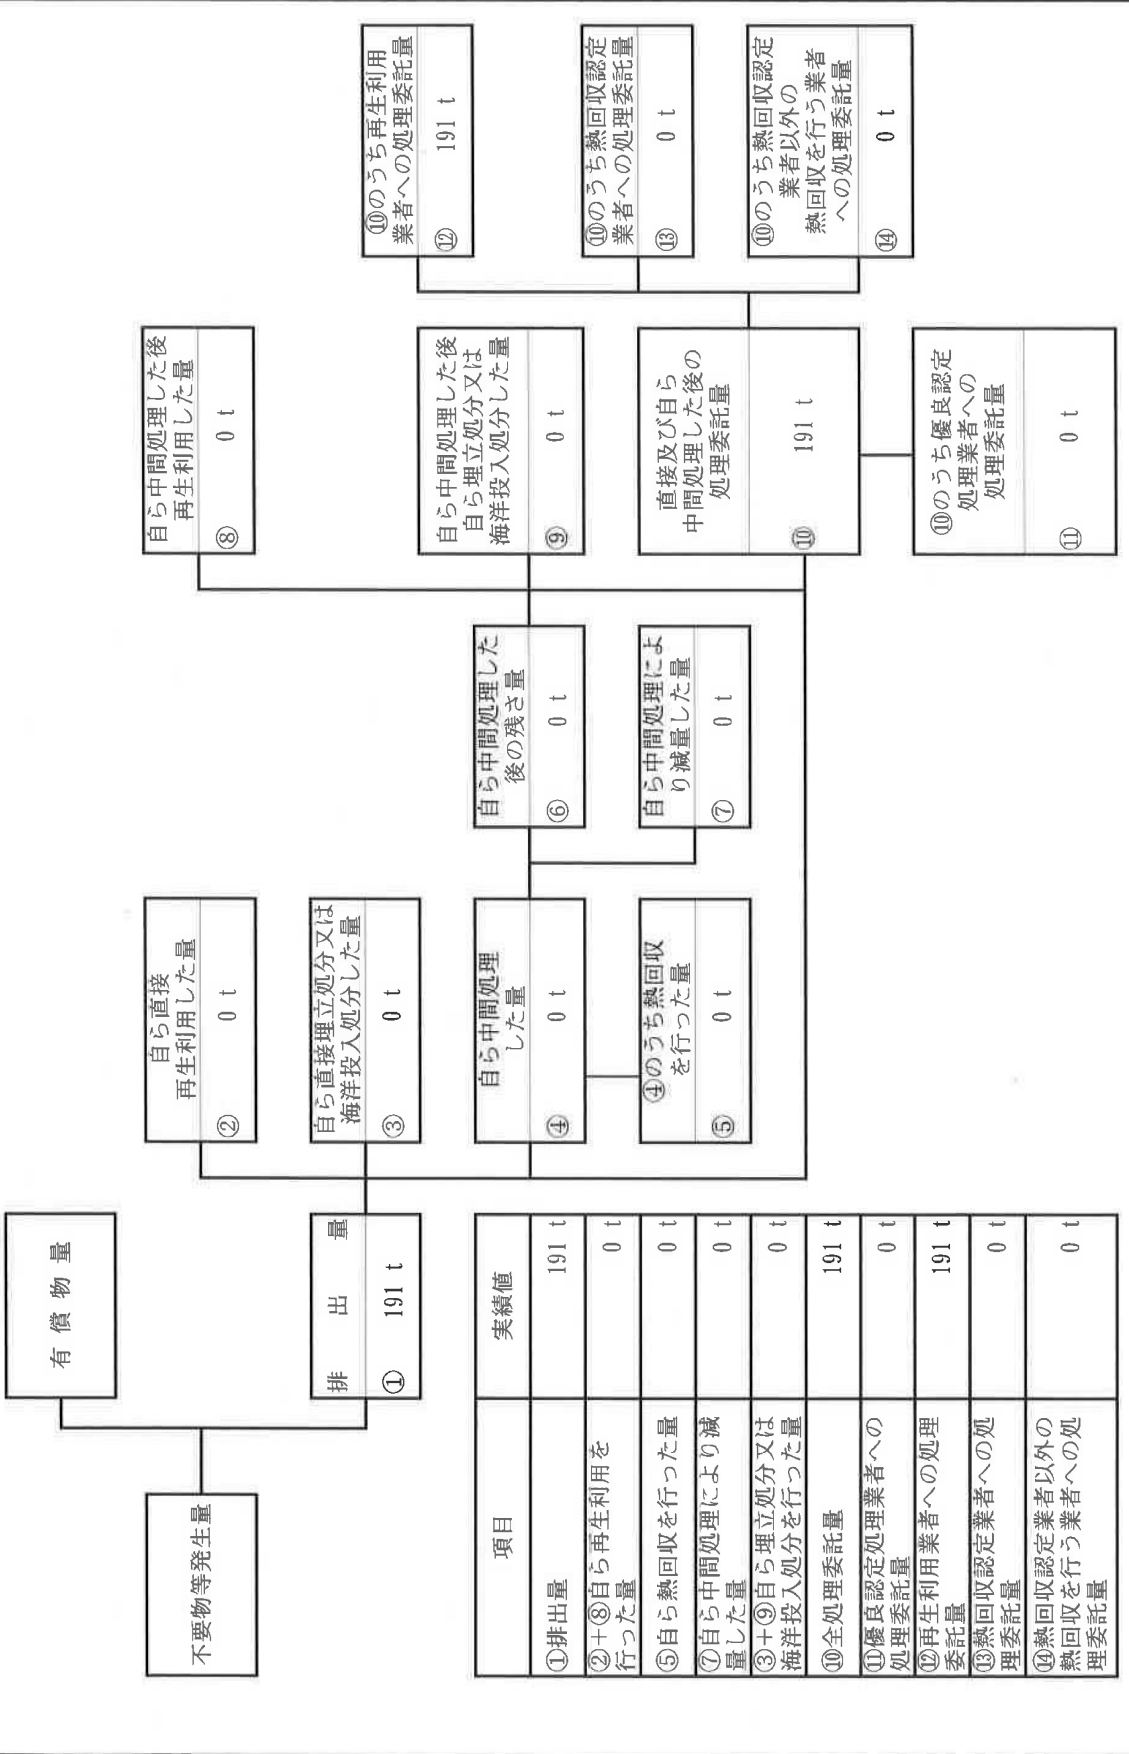 不要物等発生量
有償物量
排出量
① 191 t
自ら直接
再生利用した量
② 0 t
自ら直接埋立処分又は
海洋投入処分した量
③ 0 t
自ら中間処理
した量
④ 0 t
④のうち熱回収
を行った量
⑤ 0 t
自ら中間処理した
後の残さ量
⑥ 0 t
自ら中間処理によ
り減量した量
⑦ 0 t
自ら中間処理した後
再生利用した量
⑧ 0 t
自ら中間処理した後
自ら埋立処分又は
海洋投入処分した量
⑨ 0 t
直接及び自ら
中間処理した後の
処理委託量
⑩ 191 t
⑩のうち優良認定
処理業者への
処理委託量
⑪ 0 t
⑩のうち再生利用
業者への処理委託量
⑫ 191 t
⑩のうち熱回収認定
業者への処理委託量
⑬ 0 t
⑩のうち熱回収認定
業者以外の
熱回収を行う業者
への処理委託量
⑭ 0 t
項目 実績値
①排出量 191 t
②+⑧自ら再生利用を
行った量 0 t
⑤自ら熱回収を行った量 0 t
⑦自ら中間処理により減
量した量 0 t
③+⑨自ら埋立処分又は
海洋投入処分を行った量 0 t
⑩全処理委託量 191 t
⑪優良認定処理業者への
処理委託量 0 t
⑫再生利用業者への処理
委託量 191 t
⑬熱回収認定業者への処
理委託量 0 t
⑭熱回収認定業者以外の
熱回収を行う業者への処
理委託量 0 t